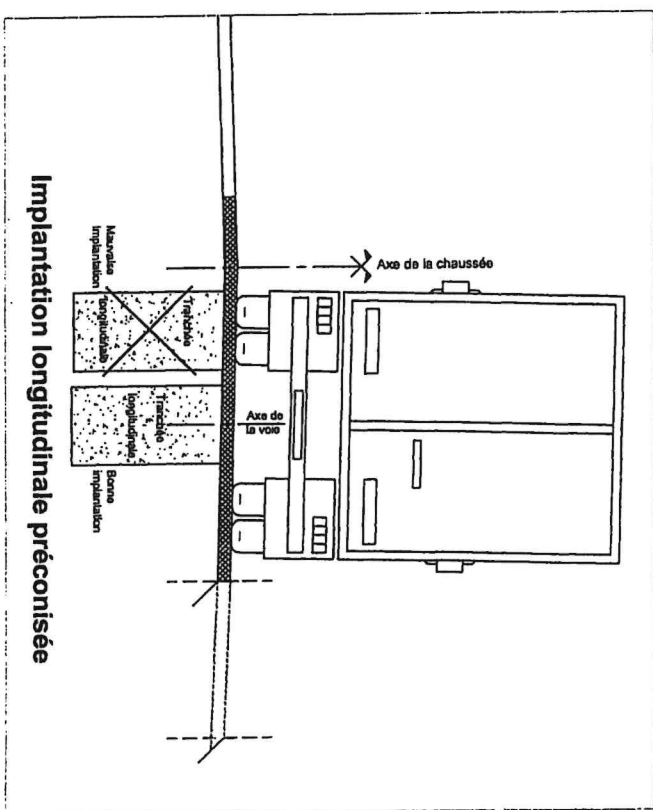 Axe de la chaussée
Axe de
la voie
Tranchée
longitudinale
Mauvaise
implantation
Tranchée
longitudinale
Bonne
implantation
Implantation longitudinale préconisée